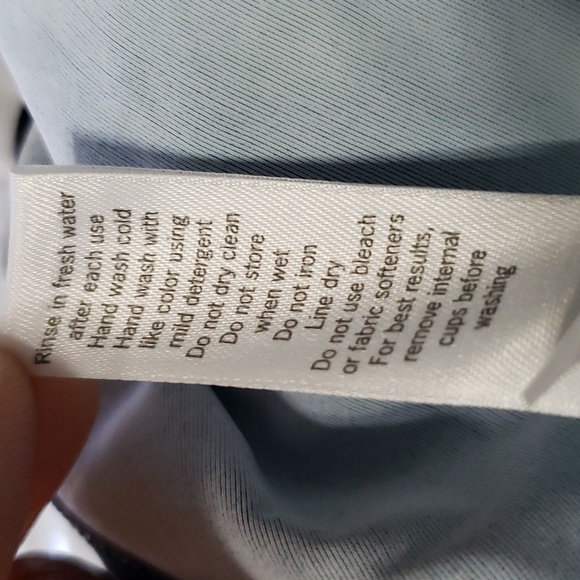 Rinse in fresh water
after each use
Hand wash cold
Hand wash with
like color using
mild detergent
Do not dry clean
Do not store
when wet
Do not iron
Line dry
Do not use bleach
or fabric softeners
For best results,
remove internal
cups before
washing